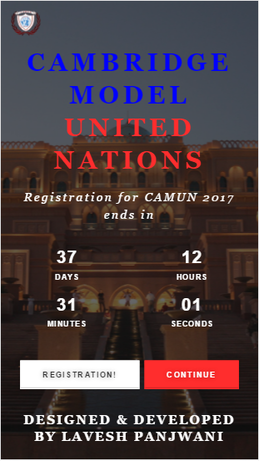 CAMBRIDGE
MODEL
UNITED
NATIONS
Registration for CAMUN 2017
ends in
37
DAYS
12
HOURS
31
MINUTES
01
SECONDS
REGISTRATION!
CONTINUE
DESIGNED & DEVELOPED
BY LAVESH PANJWANI